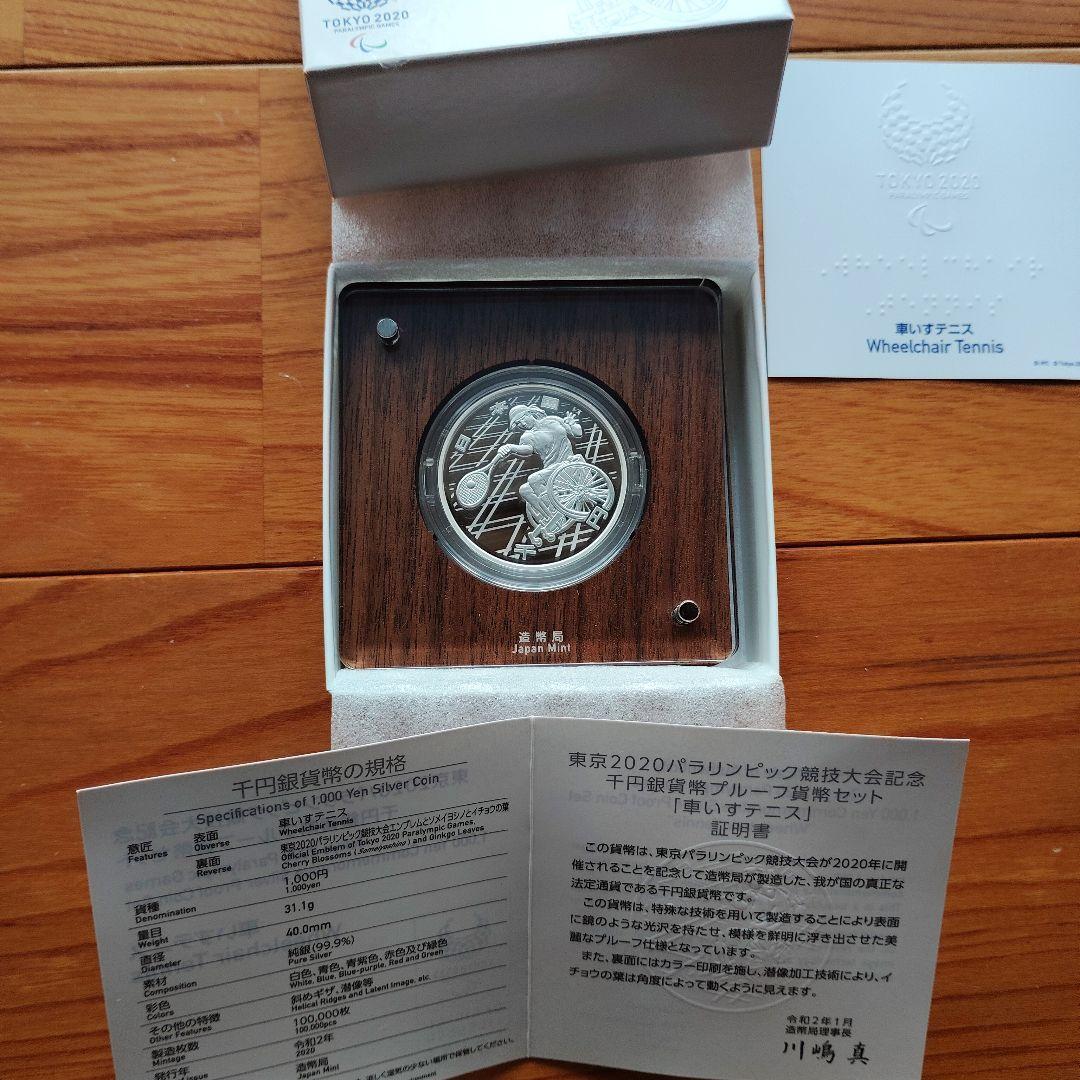 TOKYO 2020
PARALYMPIC GAMES
TOKYO 2020
PARALYMPIC GAMES
車いすテニス
Wheelchair Tennis
日本国
千円
造幣局
Japan Mint
千円銀貨幣の規格
Specifications of 1,000 Yen Silver Coin
意匠
Features
表面
Obverse
車いすテニス
Wheelchair Tennis
裏面
Reverse
東京2020パラリンピック競技大会エンブレムとソメイヨシノとイチョウの葉
Official Emblem of Tokyo 2020 Paralympic Games,
Cherry Blossoms (Someiyoshino) and Ginkgo Leaves
貨種
Denomination
1,000円
1,000yen
量目
Weight
31.1g
直径
Diameter
40.0mm
素材
Composition
純銀(99.9%)
Pure Silver
彩色
Colors
白色、青色、青紫色、赤色及び緑色
White, Blue, Blue-purple, Red and Green
その他の特徴
Other Features
斜めギザ、潜像等
Helical Ridges and Latent Image, etc.
製造枚数
Mintage
100,000枚
100,000pcs
発行年
令和2年
2020
造幣局
Japan Mint
東京2020パラリンピック競技大会記念
千円銀貨幣プルーフ貨幣セット
「車いすテニス」
証明書
この貨幣は、東京パラリンピック競技大会が2020年に開
催されることを記念して造幣局が製造した、我が国の真正な
法定通貨である千円銀貨幣です。
この貨幣は、特殊な技術を用いて製造することにより表面
に鏡のような光沢を持たせ、模様を鮮明に浮き出させた美
麗なプルーフ仕様となっています。
また、裏面にはカラー印刷を施し、潜像加工技術により、イ
チョウの葉は角度によって動くように見えます。
令和2年1月
造幣局理事長
川嶋 真